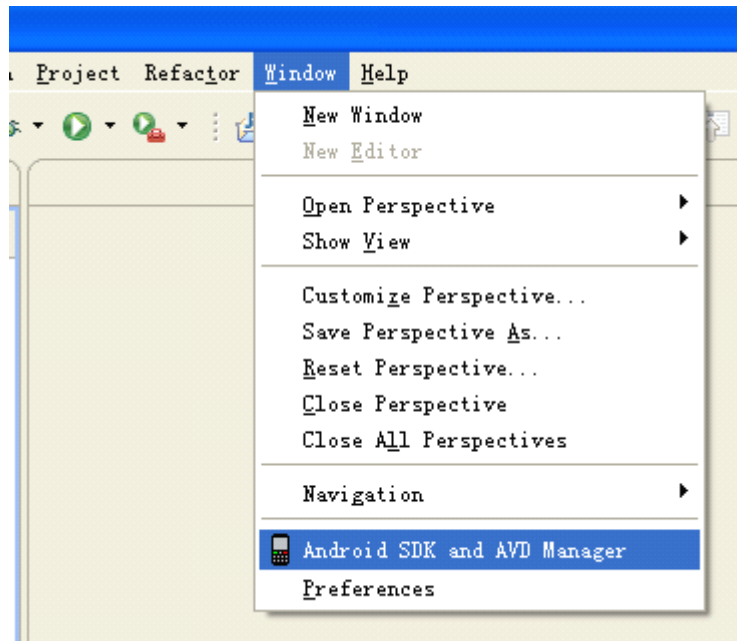 Project Refactor Window Help
New Window
New Editor
Open Perspective
Show View
Customize Perspective...
Save Perspective As...
Reset Perspective...
Close Perspective
Close All Perspectives
Navigation
Android SDK and AVD Manager
Preferences